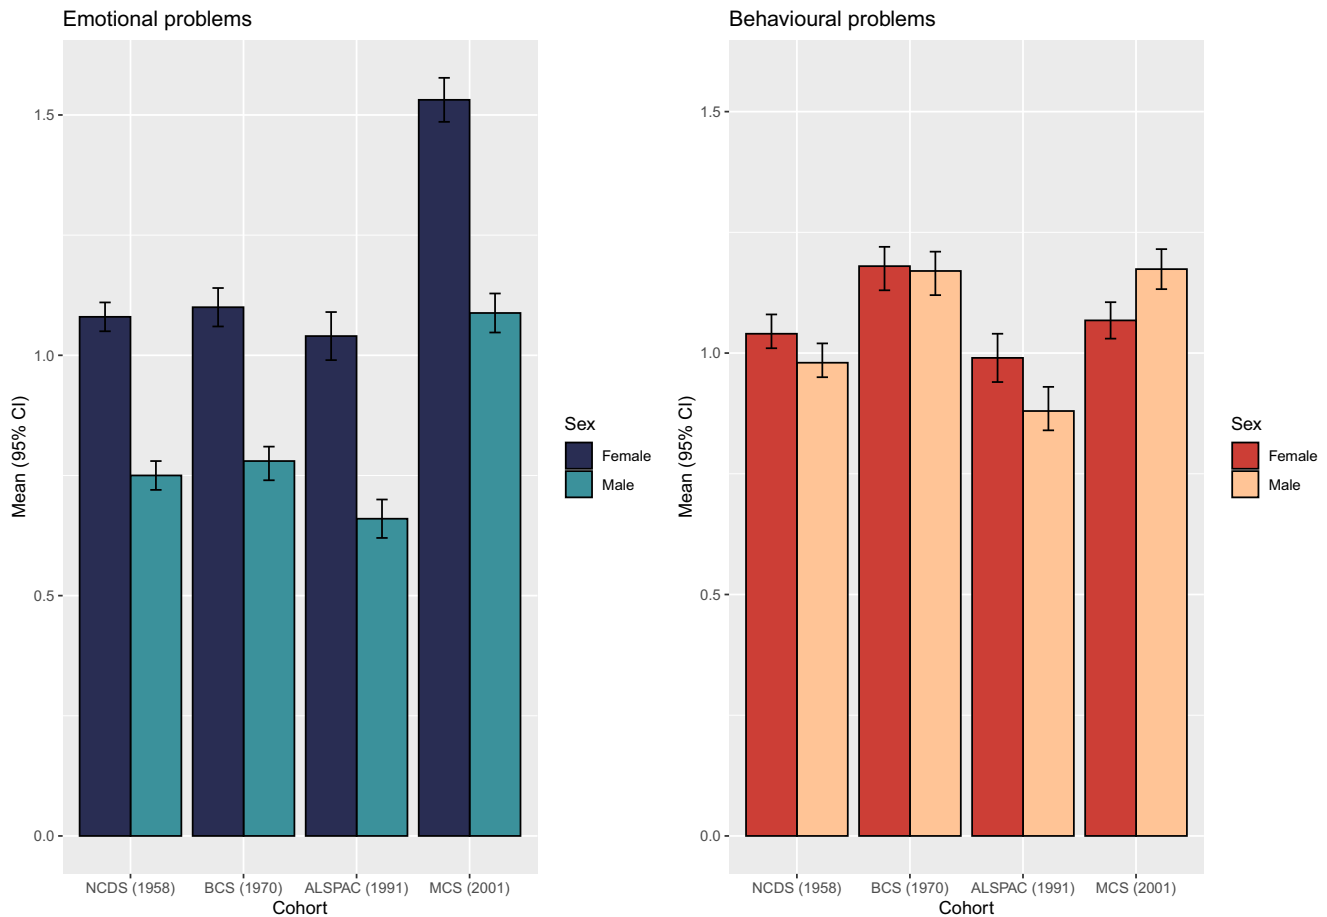 Emotional problems
Mean (95% CI)
1.5
1.0
0.5
0.0
NCDS (1958)
BCS (1970)
ALSPAC (1991)
MCS (2001)
Cohort
Sex
Female
Male
Behavioural problems
Mean (95% CI)
1.5
1.0
0.5
0.0
NCDS (1958)
BCS (1970)
ALSPAC (1991)
MCS (2001)
Cohort
Sex
Female
Male